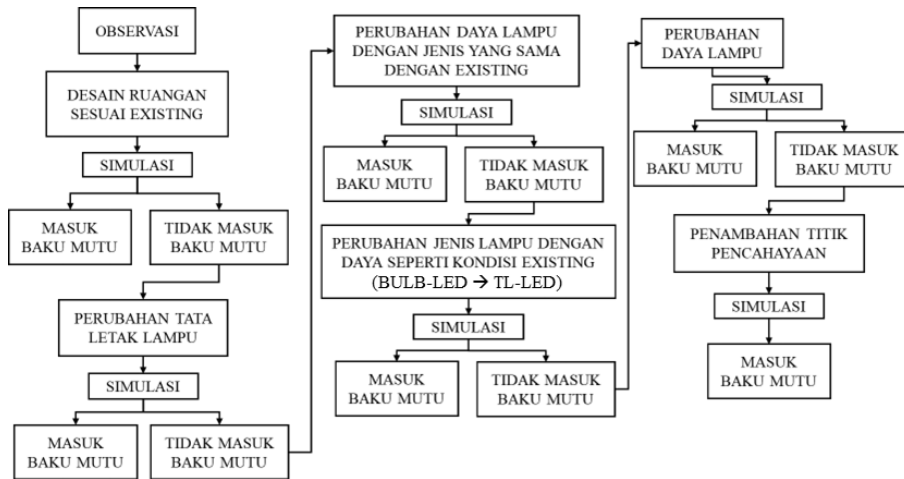 OBSERVASI
DESAIN RUANGAN
SESUAI EXISTING
SIMULASI
MASUK
BAKU MUTU
TIDAK MASUK
BAKU MUTU
PERUBAHAN TATA
LETAK LAMPU
SIMULASI
MASUK
BAKU MUTU
TIDAK MASUK
BAKU MUTU
PERUBAHAN DAYA LAMPU
DENGAN JENIS YANG SAMA
DENGAN EXISTING
SIMULASI
MASUK
BAKU MUTU
TIDAK MASUK
BAKU MUTU
PERUBAHAN JENIS LAMPU DENGAN
DAYA SEPERTI KONDISI EXISTING
(BULB-LED → TL-LED)
SIMULASI
MASUK
BAKU MUTU
TIDAK MASUK
BAKU MUTU
PERUBAHAN
DAYA LAMPU
SIMULASI
MASUK
BAKU MUTU
TIDAK MASUK
BAKU MUTU
PENAMBAHAN TITIK
PENCAHAYAAN
SIMULASI
MASUK
BAKU MUTU